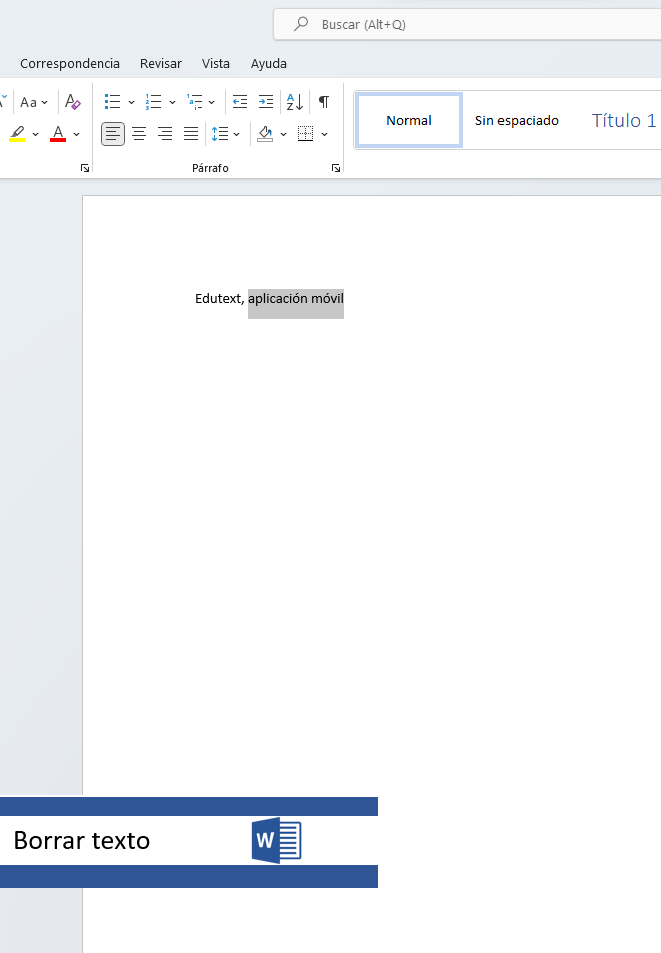 Buscar (Alt+Q)
Correspondencia Revisar Vista Ayuda
Aa A
A
Normal Sin espaciado Título 1
Párrafo
Edutext, aplicación móvil
Borrar texto
W